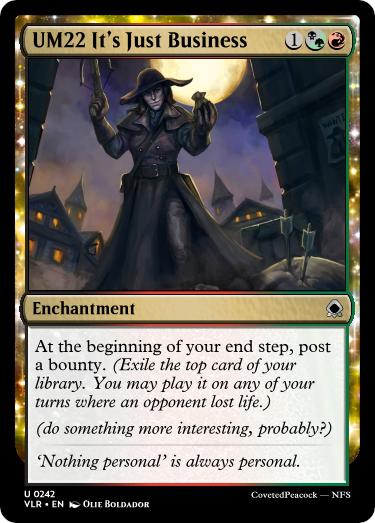 UM22 It's Just Business
1
Enchantment
At the beginning of your end step, post
a bounty. (Exile the top card of your
library. You may play it on any of your
turns where an opponent lost life.)
(do something more interesting, probably?)
'Nothing personal' is always personal.
U 0242
VLR • EN Olie Boldador
CovetedPeacock — NFS